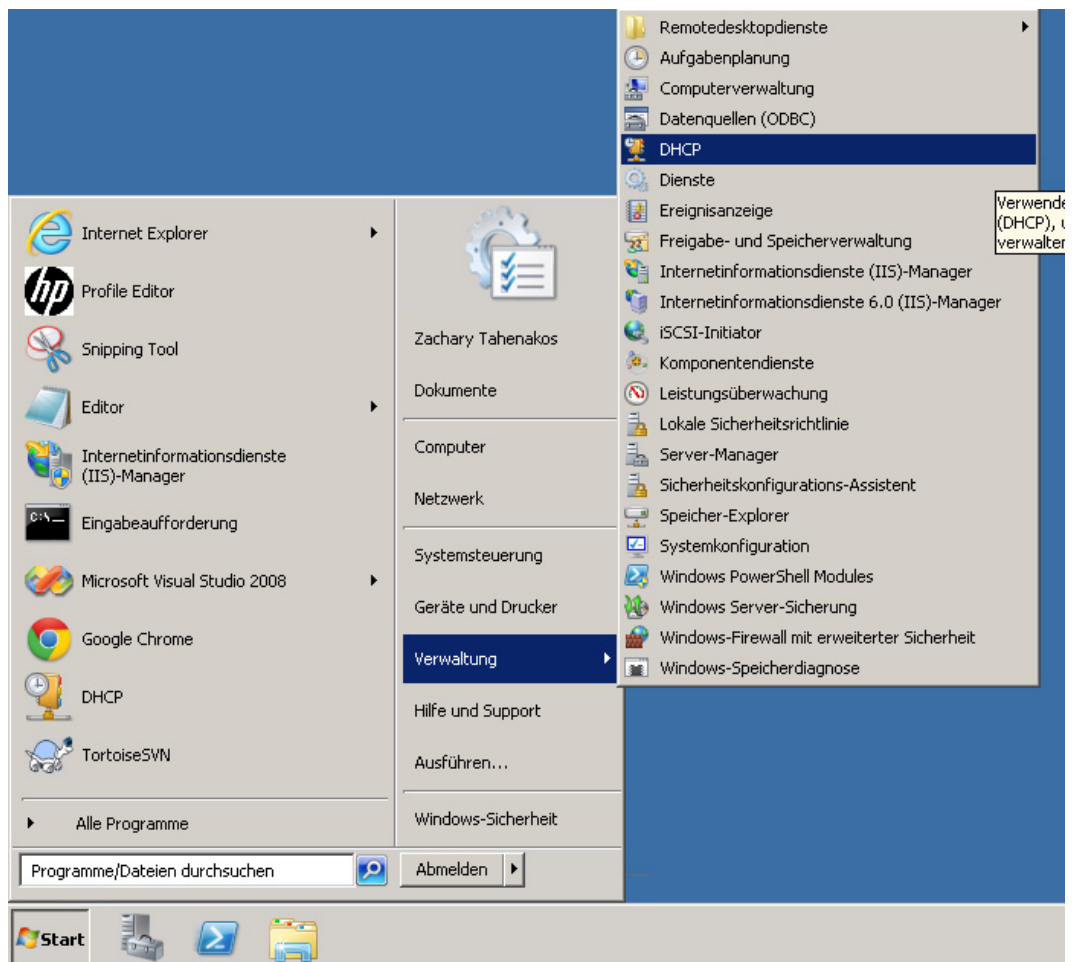 Internet Explorer
hp
Profile Editor
Snipping Tool
Editor
Internetinformationsdienste
(IIS)-Manager
C:\
Eingabeaufforderung
Microsoft Visual Studio 2008
Google Chrome
DHCP
TortoiseSVN
Alle Programme
Programme/Dateien durchsuchen
Zachary Tahenakos
Dokumente
Computer
Netzwerk
Systemsteuerung
Geräte und Drucker
Verwaltung
Hilfe und Support
Ausführen...
Windows-Sicherheit
Abmelden
Remotedesktopdienste
Aufgabenplanung
Computerverwaltung
Datenquellen (ODBC)
DHCP
Dienste
Ereignisanzeige
Freigabe- und Speicherverwaltung
Internetinformationsdienste (IIS)-Manager
Internetinformationsdienste 6.0 (IIS)-Manager
iSCSI-Initiator
Komponentendienste
Leistungsüberwachung
Lokale Sicherheitsrichtlinie
Server-Manager
Sicherheitskonfigurations-Assistent
Speicher-Explorer
Systemkonfiguration
Windows PowerShell Modules
Windows Server-Sicherung
Windows-Firewall mit erweiterter Sicherheit
Windows-Speicherdiagnose
Verwende
(DHCP), u
verwalter
Start